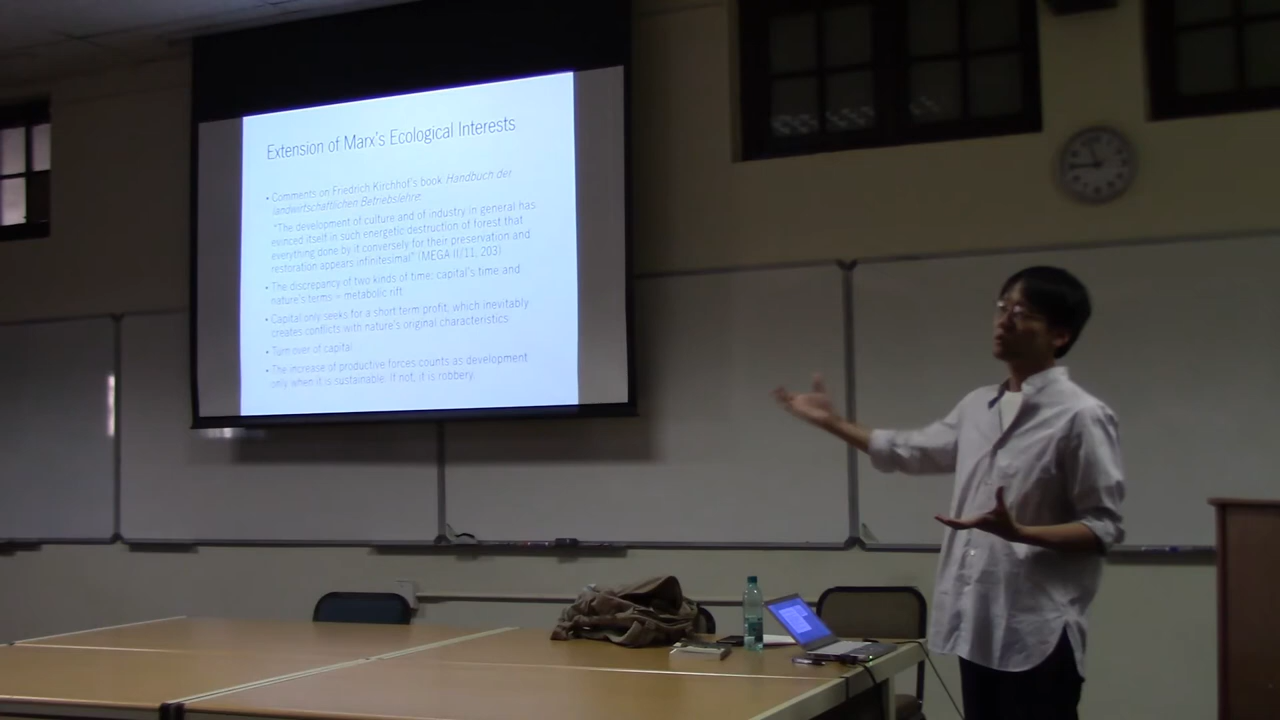 Extension of Marx's Ecological Interests
• Comments on Friedrich Kirchhof's book Handbuch der
landwirtschaftlichen Betriebslehre:
"The development of culture and of industry in general has
evinced itself in such energetic destruction of forest that
everything done by it conversely for their preservation and
restoration appears infinitesimal" (MEGA II/11, 203)
• The discrepancy of two kinds of time: capital's time and
nature's terms = metabolic rift
• Capital only seeks for a short term profit, which inevitably
creates conflicts with nature's original characteristics
• Turn over of capital
• The increase of productive forces counts as development
only when it is sustainable. If not, it is robbery.